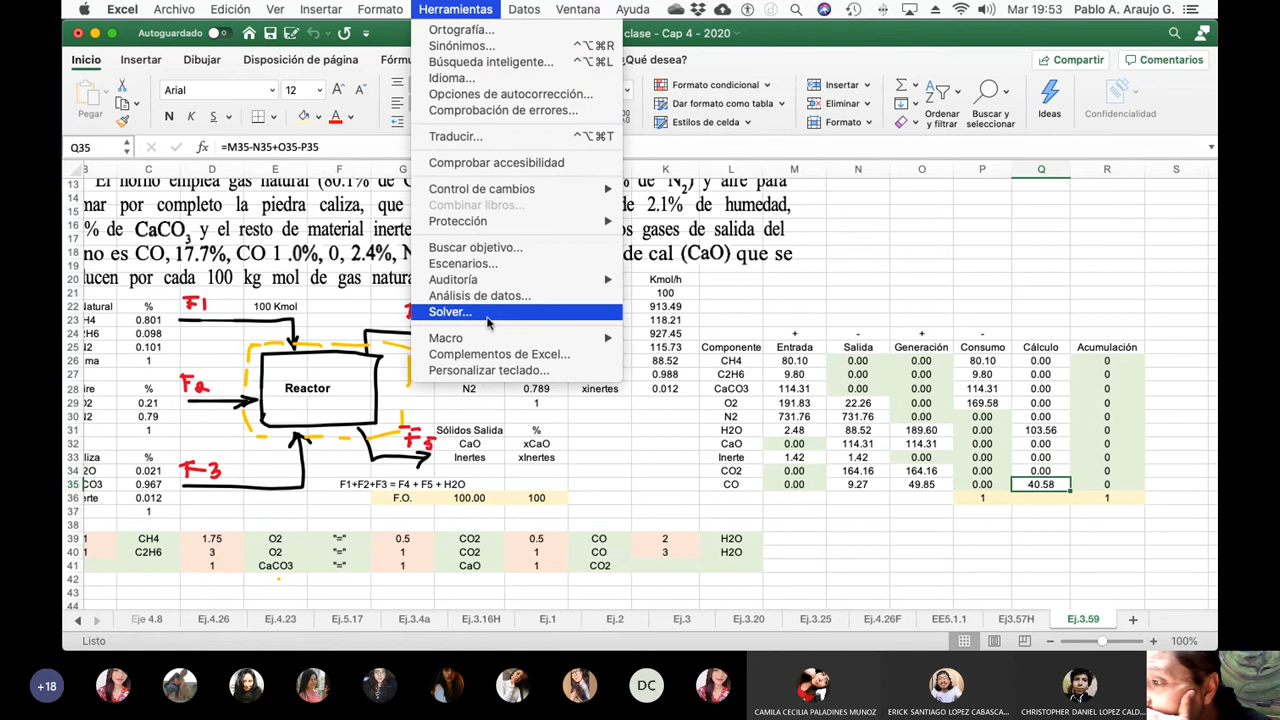 Excel Archivo Edición Ver Insertar Formato Herramientas Datos Ventana Ayuda Mar 19:53 Pablo A. Araujo G.
Autoguardado clase - Cap 4 - 2020
Inicio Insertar Dibujar Disposición de página ¿Qué desea? Compartir Comentarios
Pegar
Arial 12
N K S
Formato condicional
Dar formato como tabla
Estilos de celda
Insertar
Eliminar
Formato
Ordenar y filtrar
Buscar y seleccionar
Ideas
Confidencialidad
Ortografía...
Sinónimos... ^⌥⌘R
Búsqueda inteligente... ^⌥⌘L
Idioma...
Opciones de autocorrección...
Comprobación de errores...
Traducir... ^⌥⌘T
Comprobar accesibilidad
Control de cambios
Combinar libros...
Protección
Buscar objetivo...
Escenarios...
Auditoría
Análisis de datos...
Solver...
Macro
Complementos de Excel...
Personalizar teclado...
Q35 fx =M35-N35+O35-P35
B C D E F K L M N O P Q R S
13 El horno emplea gas natural (80.1% de y aire para
de 2.1% de humedad,
% de CaCO3 y el resto de material inerte gases de salida del
no es CO, 17.7%, CO 1 .0%, 0, 2.4%, de cal (CaO) que se
ducen por cada 100 kg mol de gas natura
Kmol/h
100
913.49
118.21
927.45
115.73
88.52
0.988
0.012
Natural %
0.801
0.098
0.101
1
F1
100 Kmol
%
0.21
0.79
1
F2
Reactor
%
0.021
0.967
0.012
1
F-3
F5
N2 0.789 xinertes
1
Sólidos Salida
CaO xCaO
Inertes xInertes
F1+F2+F3 = F4 + F5 + H2O
F.O. 100.00 100
+ - + -
Componente Entrada Salida Generación Consumo Cálculo Acumulación
CH4 80.10 0.00 0.00 80.10 0.00 0
C2H6 9.80 0.00 0.00 9.80 0.00 0
CaCO3 114.31 0.00 0.00 114.31 0.00 0
O2 191.83 22.26 0.00 169.58 0.00 0
N2 731.76 731.76 0.00 0.00 0.00 0
H2O 2.48 88.52 189.60 0.00 103.56 0
CaO 0.00 114.31 114.31 0.00 0.00 0
Inerte 1.42 1.42 0.00 0.00 0.00 0
CO2 0.00 164.16 164.16 0.00 0.00 0
CO 0.00 9.27 49.85 0.00 40.58 0
1 1
39 1 CH4 1.75 O2 "=" 0.5 CO2 0.5 CO 2 H2O
40 1 C2H6 3 O2 "=" 1 CO2 1 CO 3 H2O
41 1 CaCO3 "=" 1 CaO 1 CO2
42
43
44
Eje 4.8 Ej.4.26 Ej.4.23 Ej.5.17 Ej.3.4a Ej.3.16H Ej.1 Ej.2 Ej.3 Ej.3.20 Ej.3.25 Ej.4.26F EE5.1.1 Ej3.57H Ej.3.59
Listo 100%
+18
DC
CAMILA CECILIA PALADINES MUNOZ
ERICK SANTIAGO LOPEZ CABASCA...
CHRISTOPHER DANIEL LOPEZ CALD...